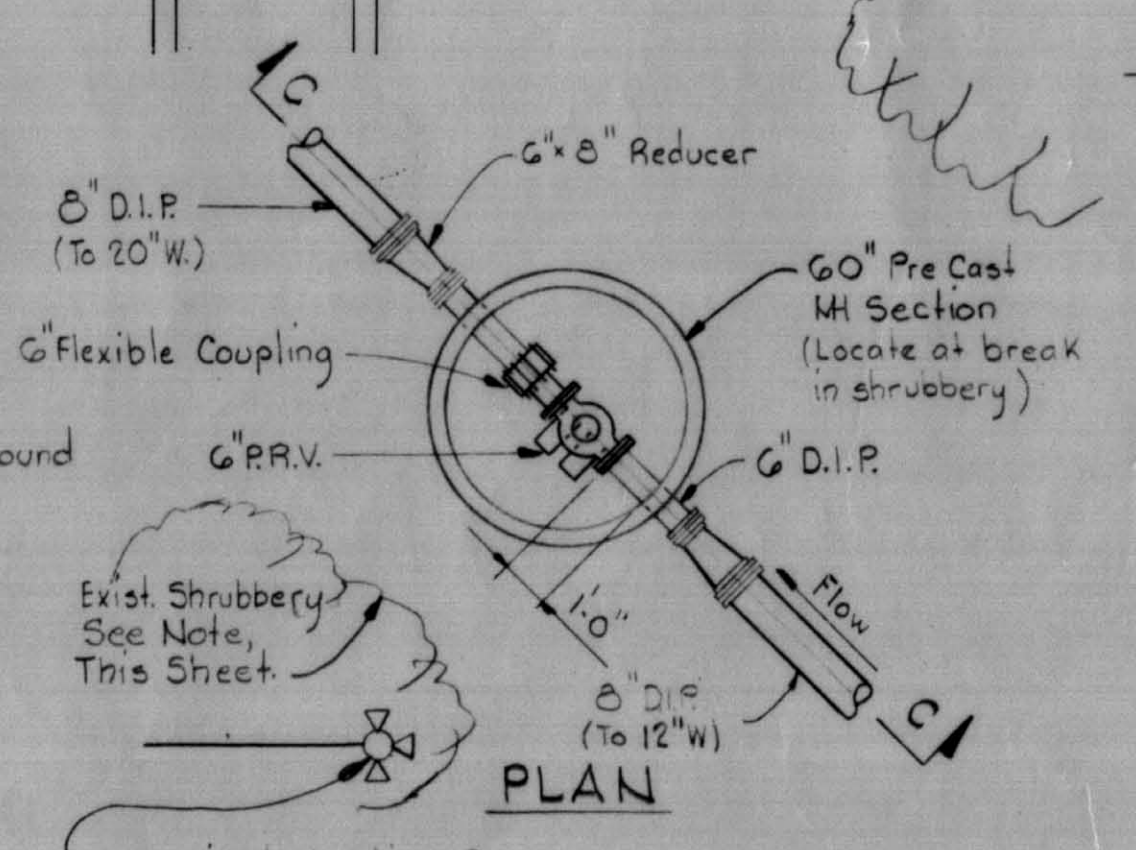 C
6"x 8" Reducer
8" D.I.P.
(To 20"W.)
60" Pre Cast
MH Section
(Locate at break
in shrubbery)
6" Flexible Coupling
ound
6" P.R.V.
6" D.I.P.
Exist. Shrubbery
See Note,
This Sheet.
1'-0"
Flow
8" D.I.P.
(To 12"W)
C
PLAN